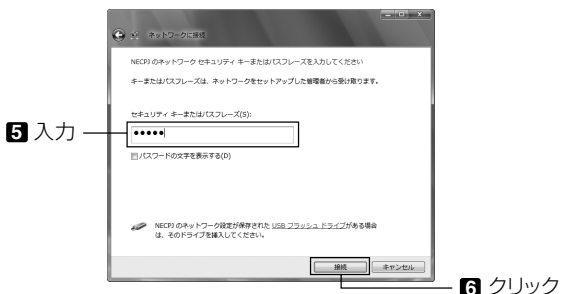 ネットワークに接続
NECPJ のネットワーク セキュリティ キーまたはパスフレーズを入力してください
キーまたはパスフレーズは、ネットワークをセットアップした管理者から受け取ります。
セキュリティ キーまたはパスフレーズ(S):
5 入力
●●●●●
パスワードの文字を表示する(D)
NECPJ のネットワーク設定が保存された USB フラッシュ ドライブがある場合
は、そのドライブを挿入してください。
接続 キャンセル
6 クリック